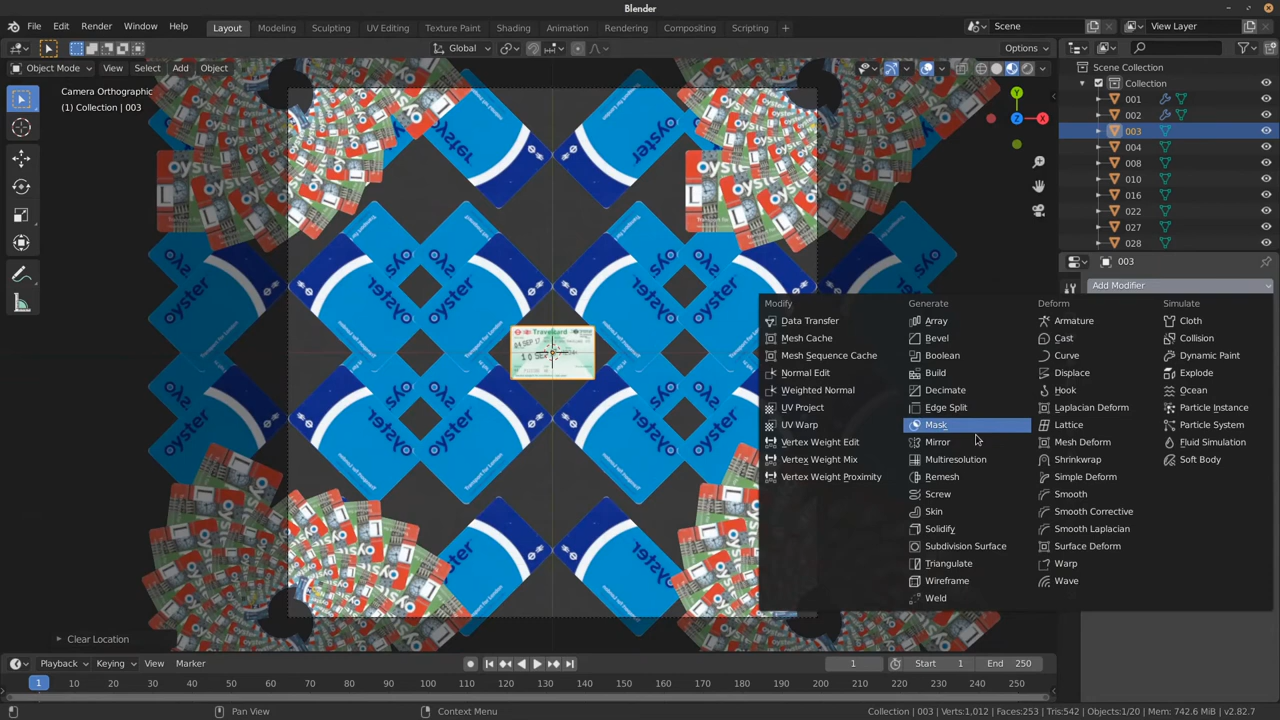 Blender
File Edit Render Window Help Layout Modeling Sculpting UV Editing Texture Paint Shading Animation Rendering Compositing Scripting + Scene View Layer
Global Options
Object Mode View Select Add Object
Camera Orthographic
(1) Collection | 003
Scene Collection
Collection
001
002
003
004
008
010
016
022
027
028
003
Add Modifier
Y
Z
X
oyster
Transport for London
Travelcard
04 SEP 17
10 SEP
Modify
Data Transfer
Mesh Cache
Mesh Sequence Cache
Normal Edit
Weighted Normal
UV Project
UV Warp
Vertex Weight Edit
Vertex Weight Mix
Vertex Weight Proximity
Generate
Array
Bevel
Boolean
Build
Decimate
Edge Split
Mask
Mirror
Multiresolution
Remesh
Screw
Skin
Solidify
Subdivision Surface
Triangulate
Wireframe
Weld
Deform
Armature
Cast
Curve
Displace
Hook
Laplacian Deform
Lattice
Mesh Deform
Shrinkwrap
Simple Deform
Smooth
Smooth Corrective
Smooth Laplacian
Surface Deform
Warp
Wave
Simulate
Cloth
Collision
Dynamic Paint
Explode
Ocean
Particle Instance
Particle System
Fluid Simulation
Soft Body
Clear Location
Playback Keying View Marker 1 Start 1 End 250
1 10 20 30 40 50 60 70 80 90 100 110 120 130 140 150 160 170 180 190 200 210 220 230 240 250
Pan View Context Menu Collection | 003 | Verts:1,012 | Faces:253 | Tris:542 | Objects:1/20 | Mem: 742.6 MiB | v2.82.7